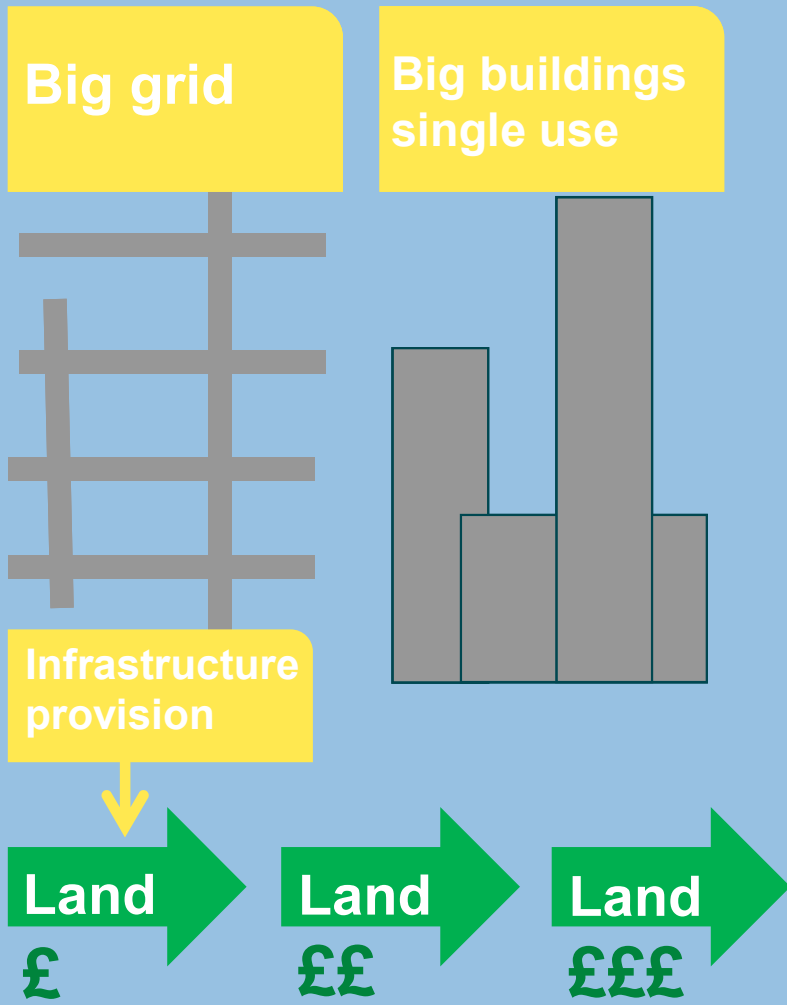 Big grid
Big buildings
single use
Infrastructure
provision
Land
Land
Land
£
££
£££